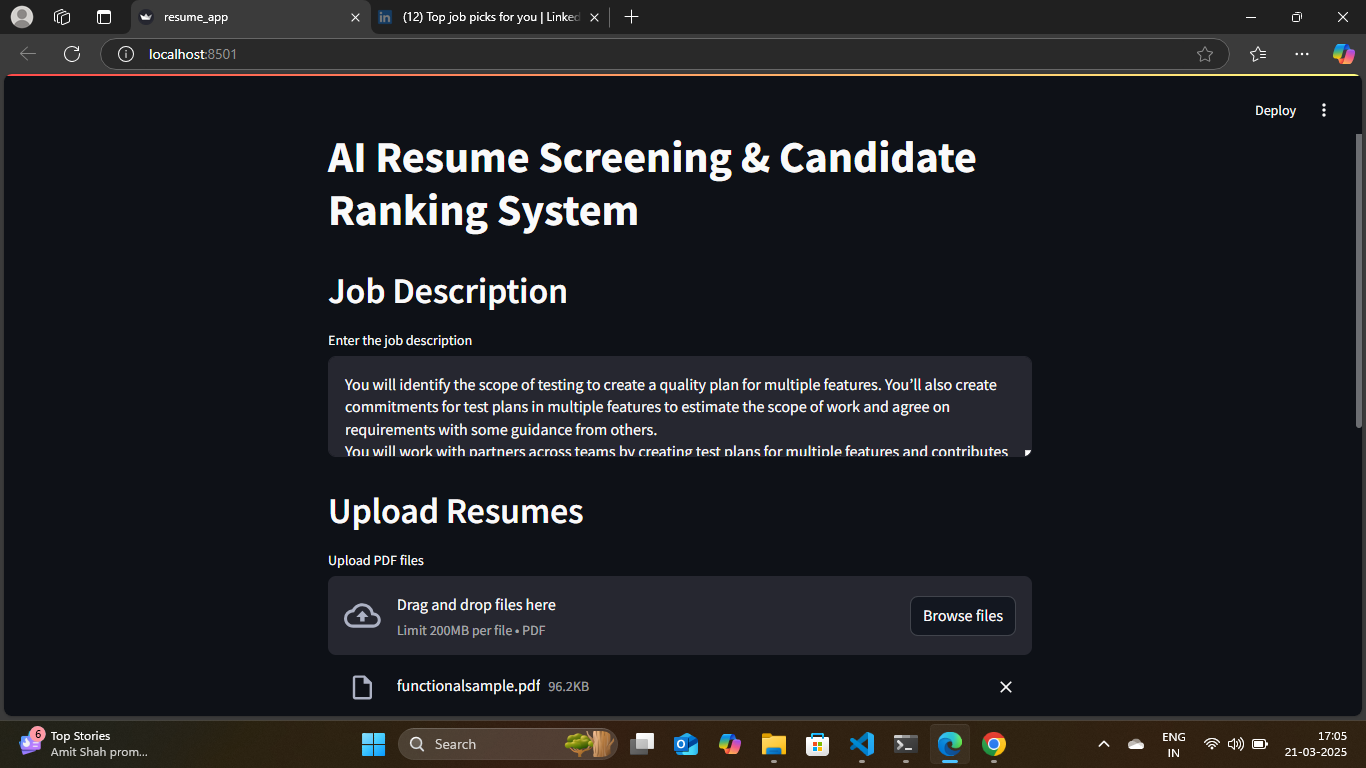 resume_app
(12) Top job picks for you | Linked
localhost:8501
Deploy
AI Resume Screening & Candidate
Ranking System
Job Description
Enter the job description
You will identify the scope of testing to create a quality plan for multiple features. You’ll also create
commitments for test plans in multiple features to estimate the scope of work and agree on
requirements with some guidance from others.
You will work with partners across teams by creating test plans for multiple features and contributes
Upload Resumes
Upload PDF files
Drag and drop files here
Limit 200MB per file • PDF
Browse files
functionalsample.pdf 96.2KB
6
Top Stories
Amit Shah prom...
Search
ENG
IN
17:05
21-03-2025